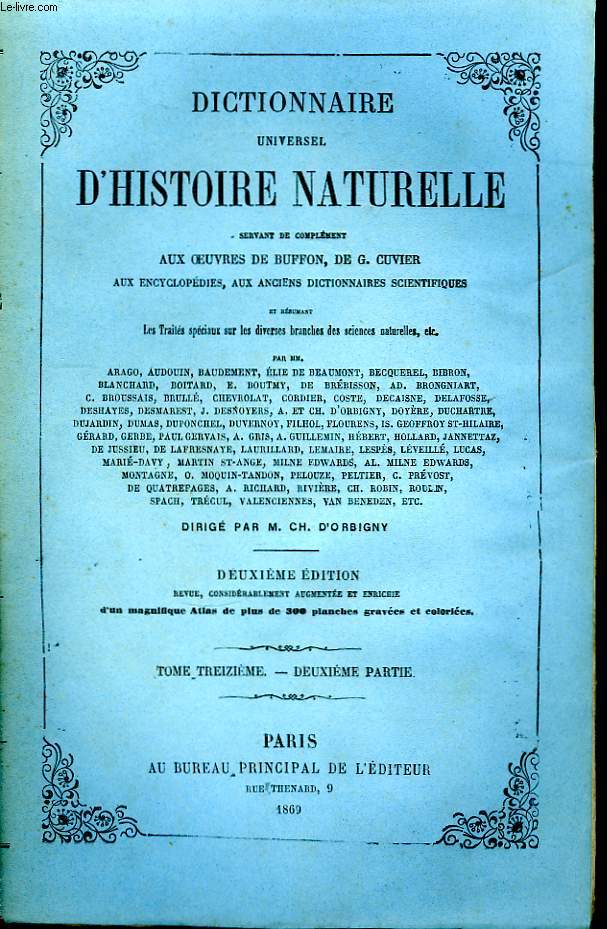 Le-livre.com
DICTIONNAIRE
UNIVERSEL
D'HISTOIRE NATURELLE
SERVANT DE COMPLÉMENT
AUX ŒUVRES DE BUFFON, DE G. CUVIER
AUX ENCYCLOPÉDIES, AUX ANCIENS DICTIONNAIRES SCIENTIFIQUES
ET RÉSUMANT
Les Traités spéciaux sur les diverses branches des sciences naturelles, etc.
PAR MM.
ARAGO, AUDOUIN, BAUDEMENT, ÉLIE DE BEAUMONT, BECQUEREL, BIBRON,
BLANCHARD, BOITARD, E. BOUTMY, DE BRÉBISSON, AD. BRONGNIART,
C. BROUSSAIS, BRULLÉ, CHEVROLAT, CORDIER, COSTE, DECAISNE, DELAFOSSE,
DESHAYES, DESMAREST, J. DESNOYERS, A. ET CH. D'ORBIGNY, DOYÈRE, DUCHARTRE,
DUJARDIN, DUMAS, DUPONCHEL, DUVERNOY, FILHOL, FLOURENS, IS. GEOFFROY ST-HILAIRE,
GÉRARD, GERBE, PAUL GERVAIS, A. GRIS, A. GUILLEMIN, HÉBERT, HOLLARD, JANNETTAZ,
DE JUSSIEU, DE LAFRESNAYE, LAURILLARD, LEMAIRE, LESPÉS, LÉVEILLÉ, LUCAS,
MARIÉ-DAVY, MARTIN ST-ANGE, MILNE EDWARDS, AL. MILNE EDWARDS,
MONTAGNE, O. MOQUIN-TANDON, PELOUZE, PELTIER, C. PRÉVOST,
DE QUATREFAGES, A. RICHARD, RIVIÈRE, CH. ROBIN, ROULIN,
SPACH, TRÉCUL, VALENCIENNES, VAN BENEDEN, ETC.
DIRIGÉ PAR M. CH. D'ORBIGNY
DEUXIÈME ÉDITION
REVUE, CONSIDÉRABLEMENT AUGMENTÉE ET ENRICHIE
d'un magnifique Atlas de plus de 300 planches gravées et coloriées.
TOME TREIZIÈME. — DEUXIÈME PARTIE.
PARIS
AU BUREAU PRINCIPAL DE L'ÉDITEUR
RUE THENARD, 9
1869